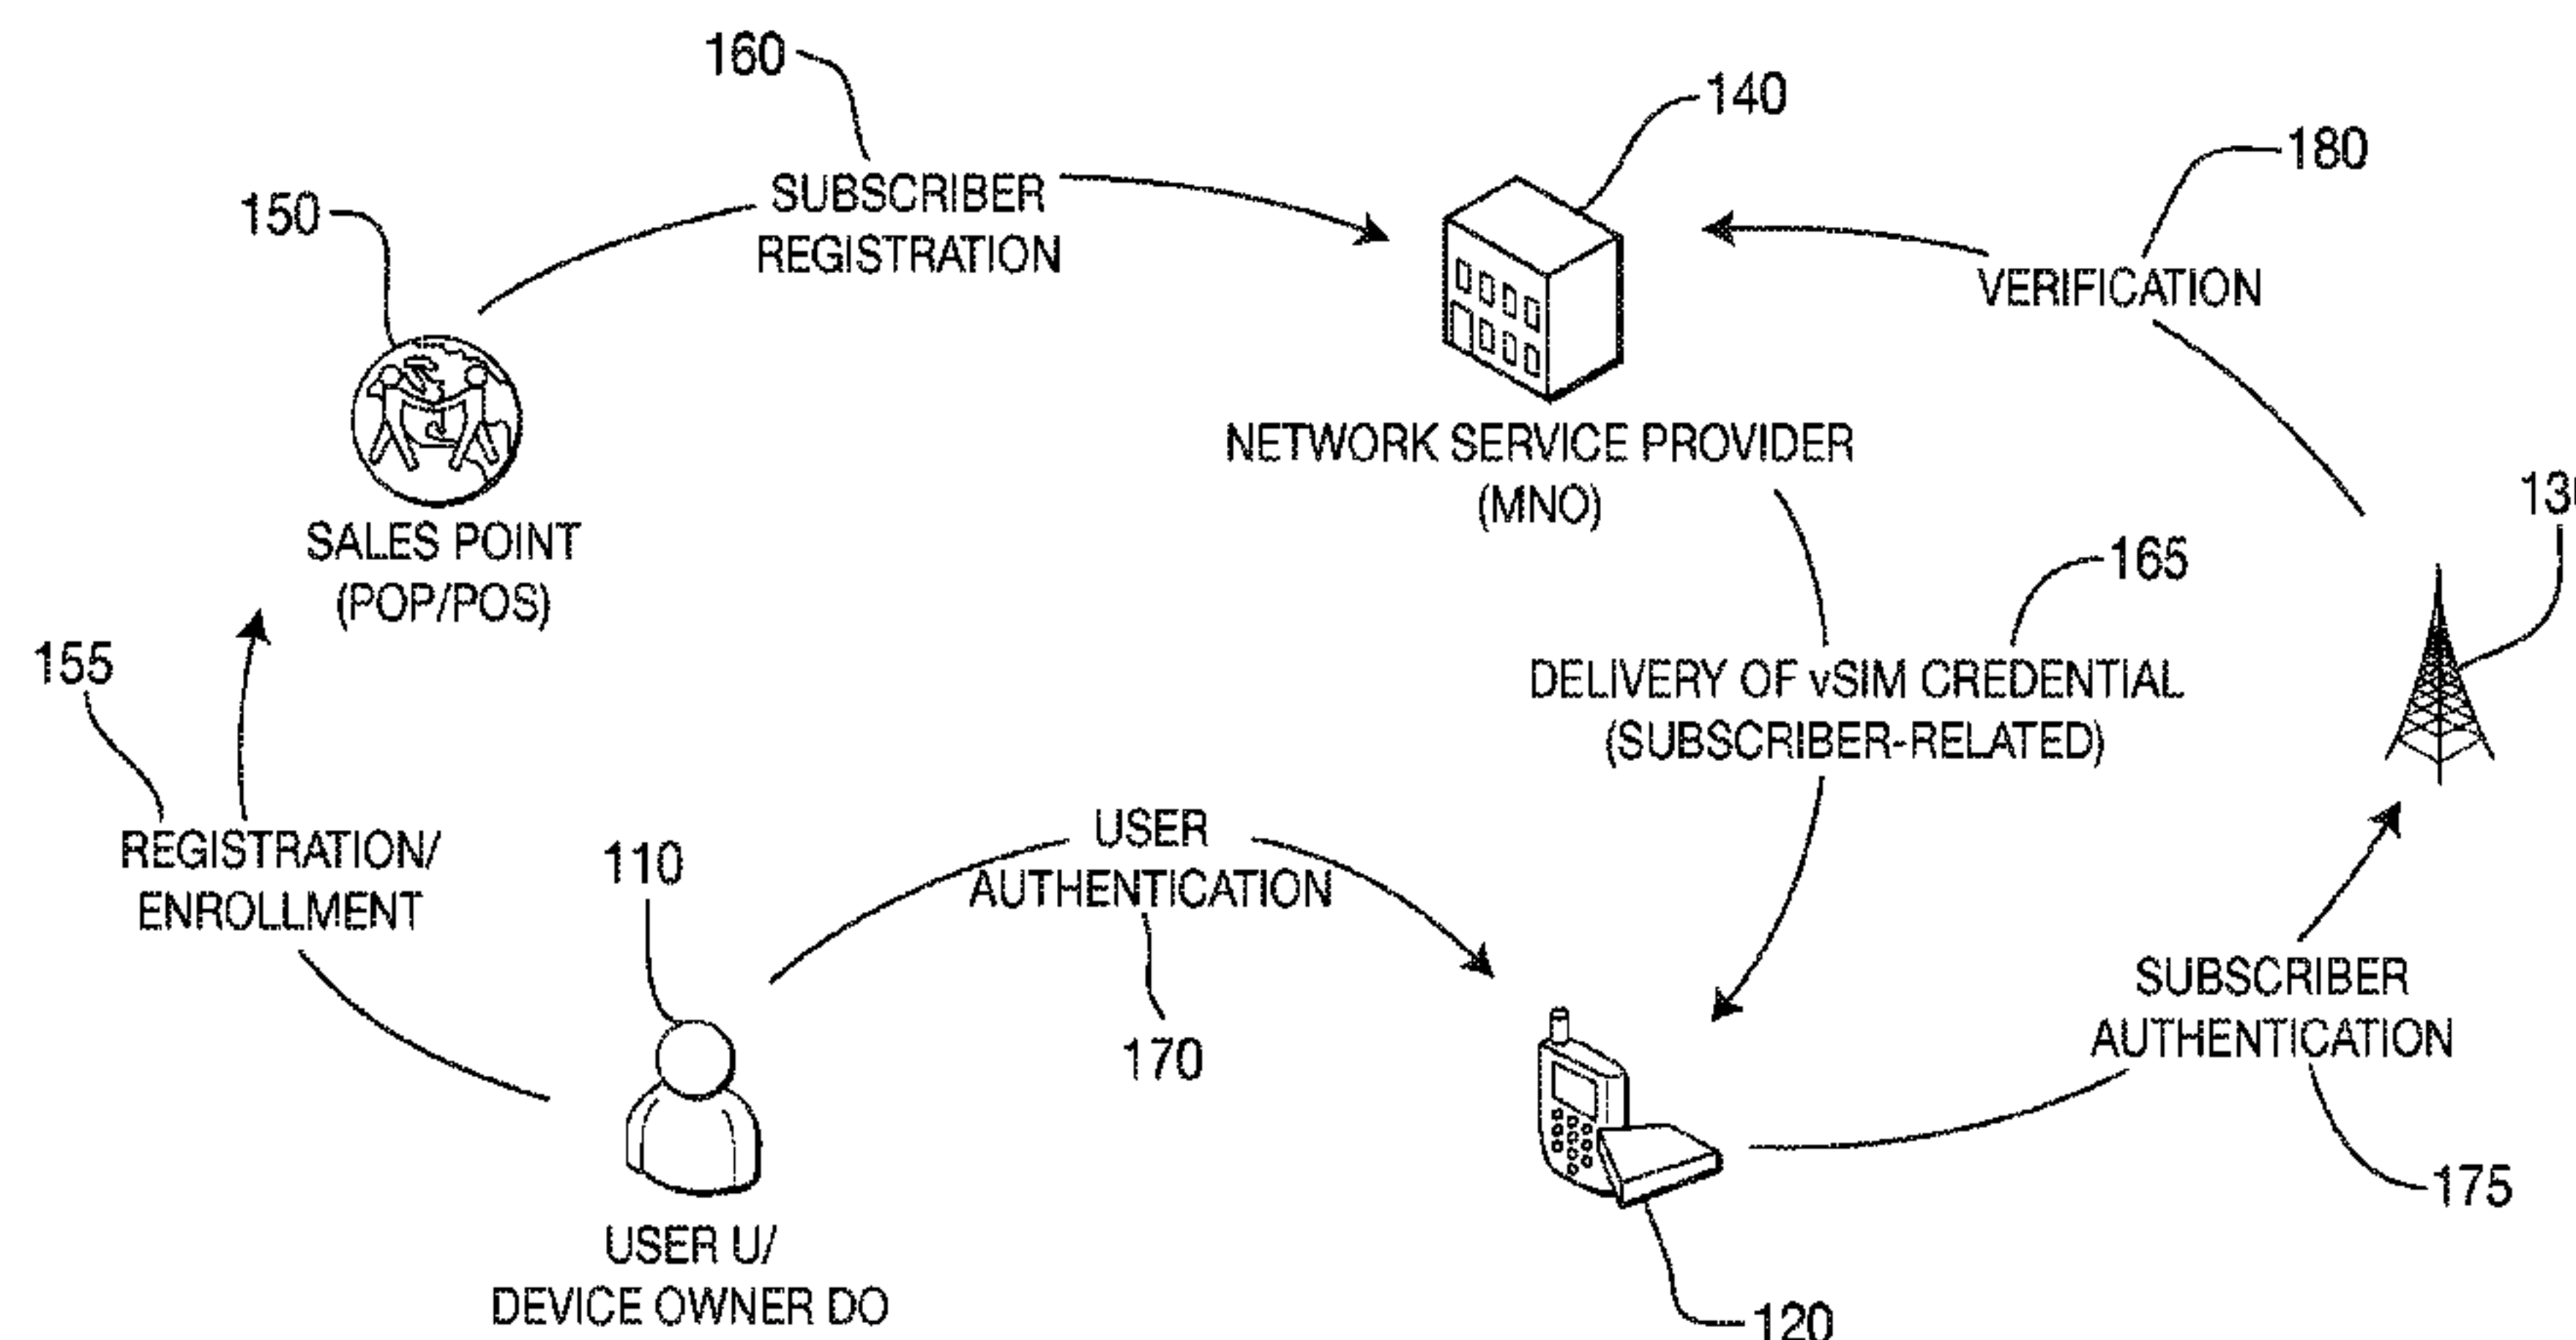 160
140
180
SUBSCRIBER
REGISTRATION
150
VERIFICATION
NETWORK SERVICE PROVIDER
(MNO)
SALES POINT
(POP/POS)
165
155
DELIVERY OF vSIM CREDENTIAL
(SUBSCRIBER-RELATED)
REGISTRATION/
ENROLLMENT
110
USER
AUTHENTICATION
170
SUBSCRIBER
AUTHENTICATION
175
USER U/
DEVICE OWNER DO
120